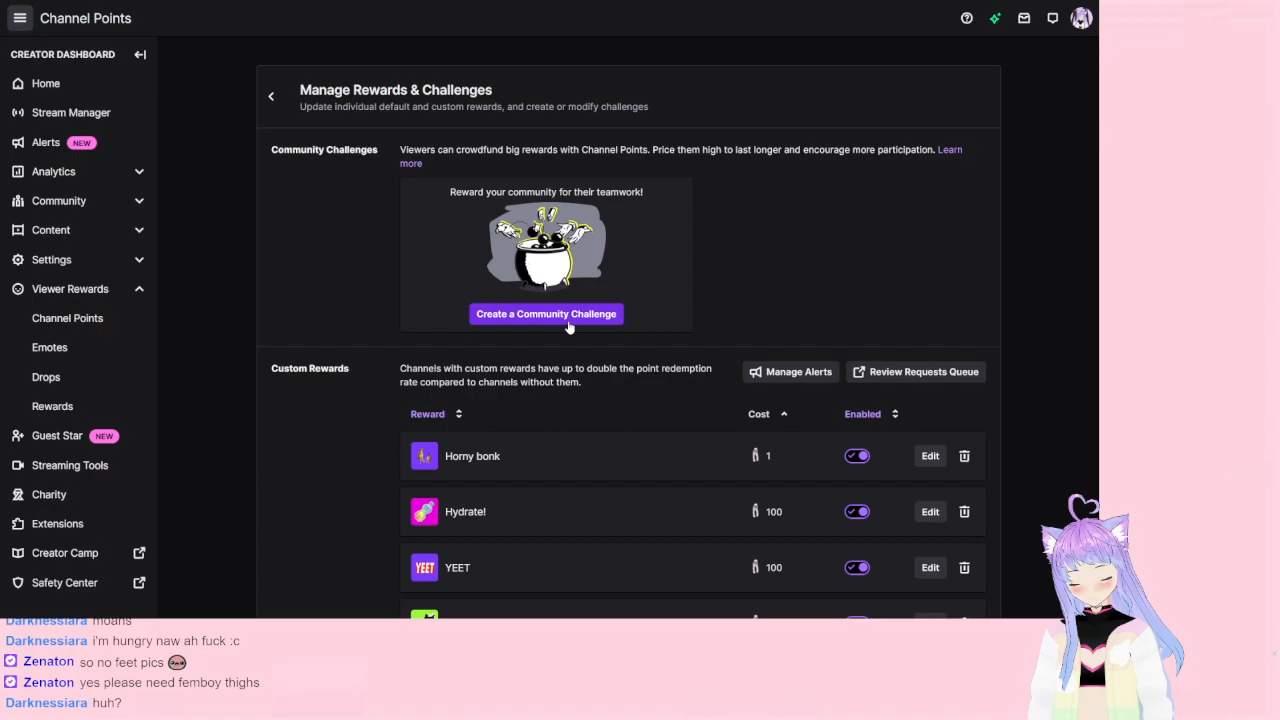 Channel Points
CREATOR DASHBOARD
Home
Stream Manager
Alerts NEW
Analytics
Community
Content
Settings
Viewer Rewards
Channel Points
Emotes
Drops
Rewards
Guest Star NEW
Streaming Tools
Charity
Extensions
Creator Camp
Safety Center
Manage Rewards & Challenges
Update individual default and custom rewards, and create or modify challenges
Community Challenges
Viewers can crowdfund big rewards with Channel Points. Price them high to last longer and encourage more participation. Learn
more
Reward your community for their teamwork!
Create a Community Challenge
Custom Rewards
Channels with custom rewards have up to double the point redemption
rate compared to channels without them.
Manage Alerts
Review Requests Queue
Reward Cost Enabled
Horny bonk 1 Edit
Hydrate! 100 Edit
YEET YEET 100 Edit
Darknessiara moans
Darknessiara i'm hungry naw ah fuck :c
Zenaton so no feet pics
Zenaton yes please need femboy thighs
Darknessiara huh?